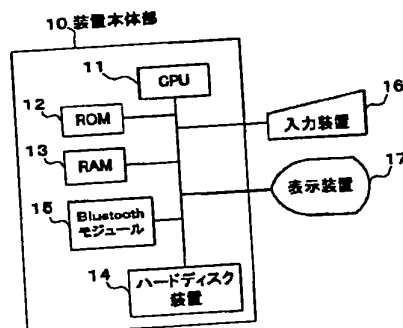 10 装置本体部
11
CPU
12
ROM
13
RAM
15
Bluetooth
モジュール
14
ハードディスク
装置
16
入力装置
17
表示装置